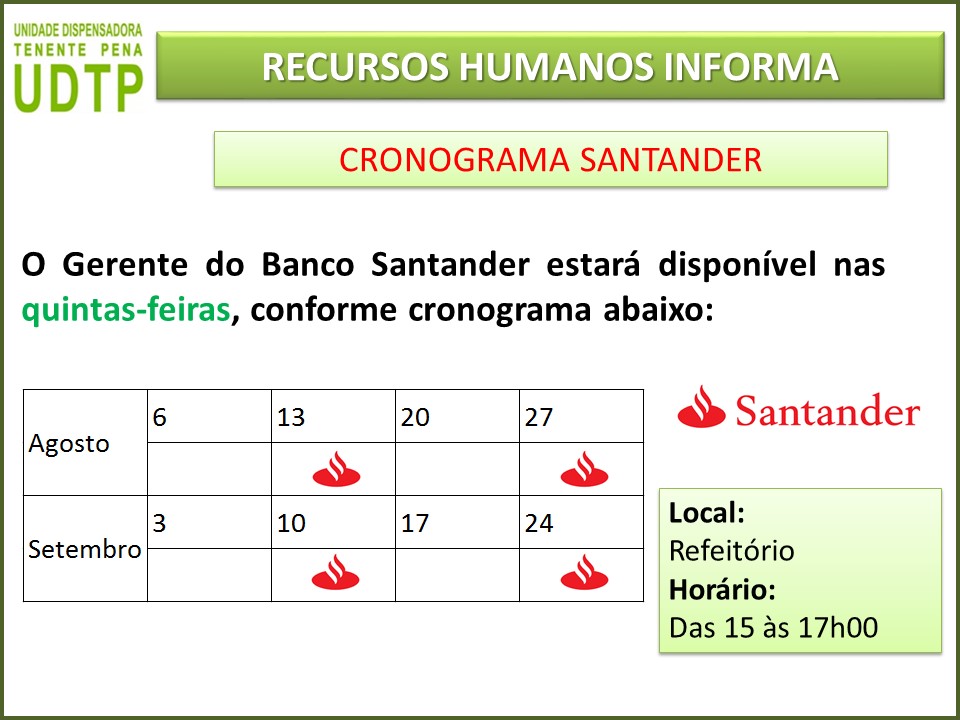 UNIDADE DISPENSADORA
TENENTE PENA
UDTP
RECURSOS HUMANOS INFORMA
CRONOGRAMA SANTANDER
O Gerente do Banco Santander estará disponível nas
quintas-feiras, conforme cronograma abaixo:
Agosto 6 13 20 27
Setembro 3 10 17 24
Santander
Local:
Refeitório
Horário:
Das 15 às 17h00